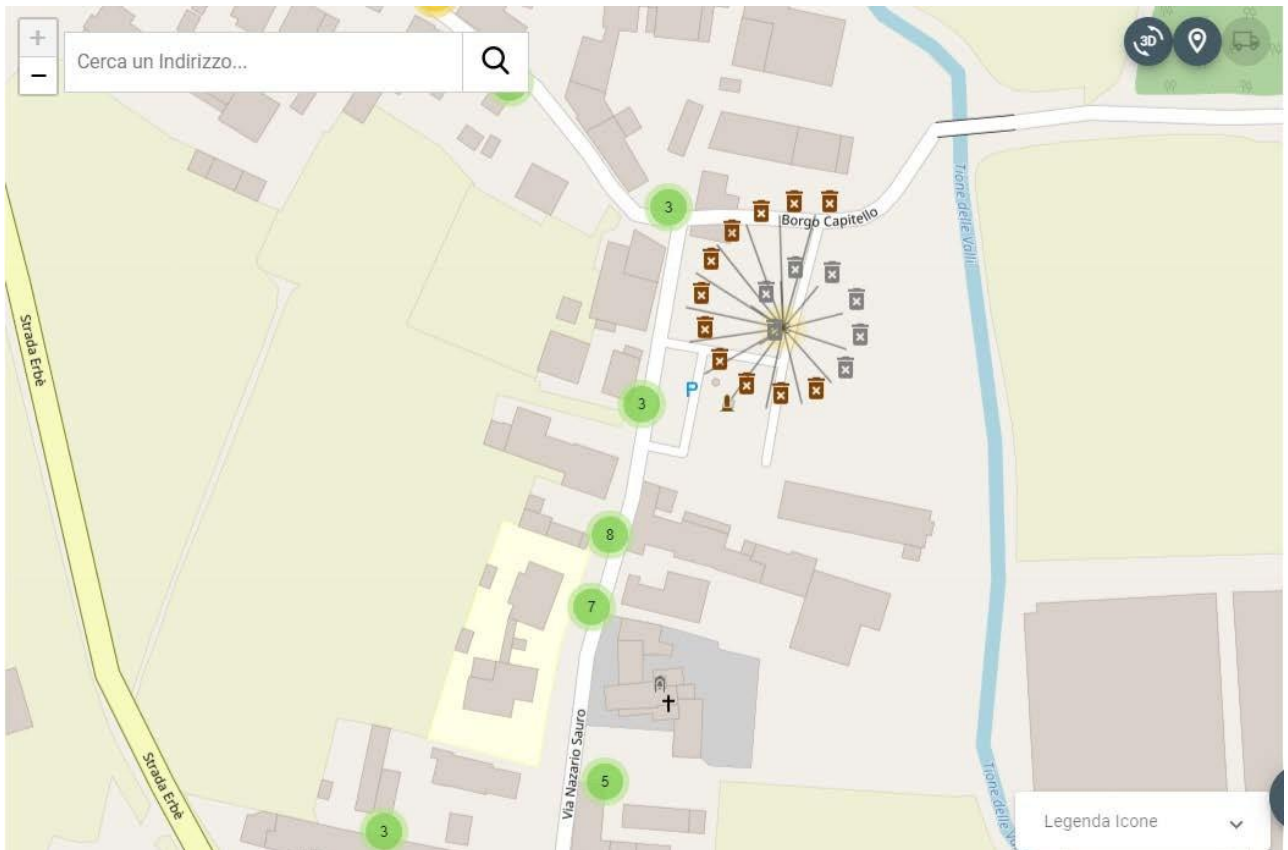 +
−
Cerca un Indirizzo...
3D
3
Borgo Capitello
Tione delle Valli
Strada Erbè
P
3
8
7
Via Nazario Sauro
5
Strada Erbè
3
Tione delle
Legenda Icone